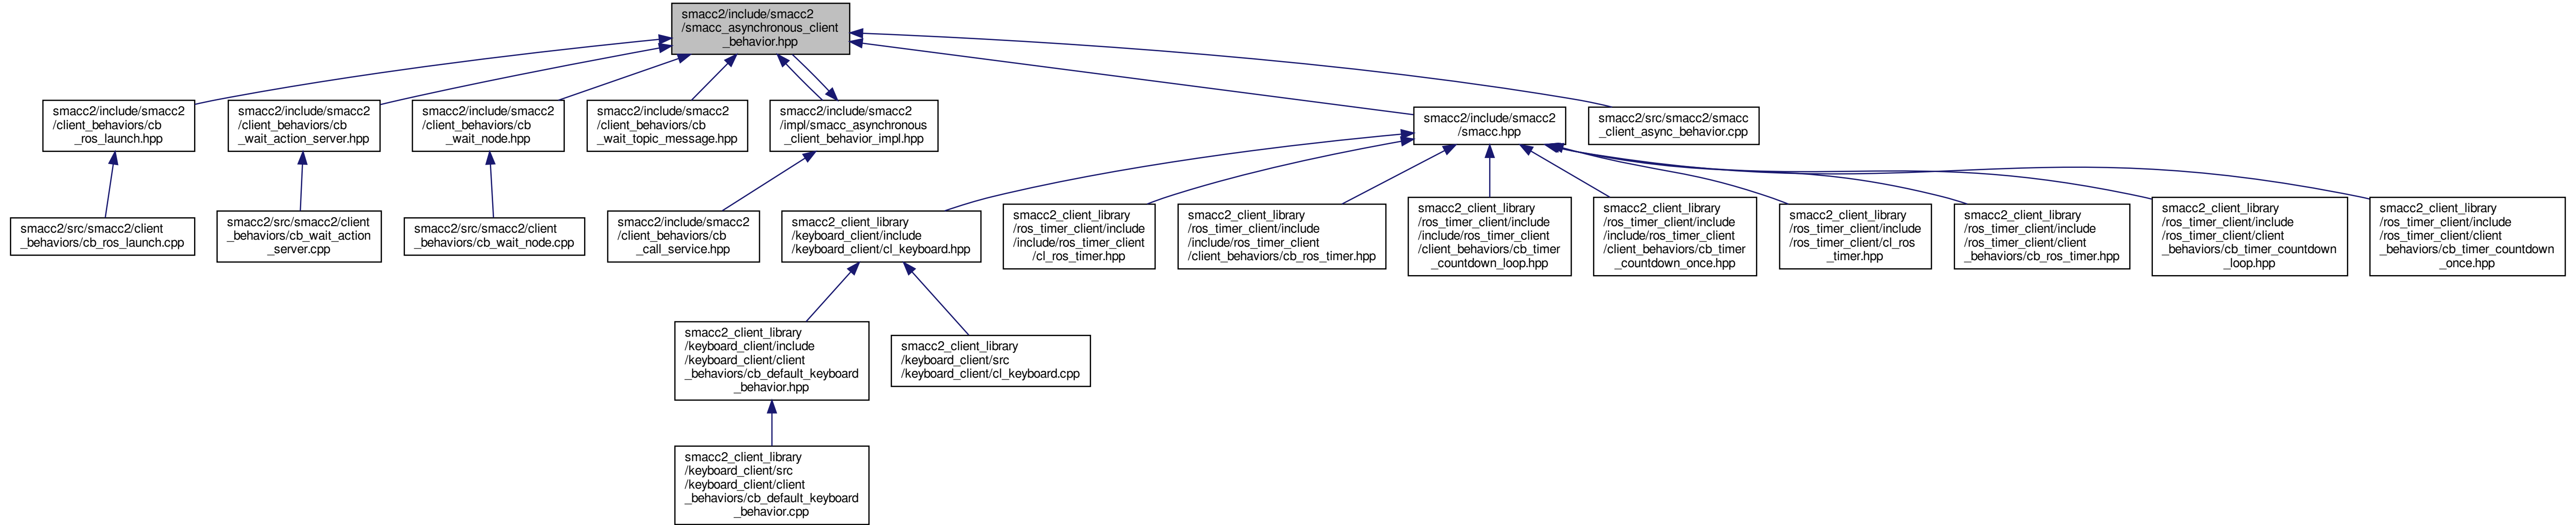 smacc2/include/smacc2
/smacc_asynchronous_client
_behavior.hpp
smacc2/include/smacc2
/client_behaviors/cb
_ros_launch.hpp
smacc2/include/smacc2
/client_behaviors/cb
_wait_action_server.hpp
smacc2/include/smacc2
/client_behaviors/cb
_wait_node.hpp
smacc2/include/smacc2
/client_behaviors/cb
_wait_topic_message.hpp
smacc2/include/smacc2
/impl/smacc_asynchronous
_client_behavior_impl.hpp
smacc2/include/smacc2
/smacc.hpp
smacc2/src/smacc2/smacc
_client_async_behavior.cpp
smacc2/src/smacc2/client
_behaviors/cb_ros_launch.cpp
smacc2/src/smacc2/client
_behaviors/cb_wait_action
_server.cpp
smacc2/src/smacc2/client
_behaviors/cb_wait_node.cpp
smacc2/include/smacc2
/client_behaviors/cb
_call_service.hpp
smacc2_client_library
/keyboard_client/include
/keyboard_client/cl_keyboard.hpp
smacc2_client_library
/ros_timer_client/include
/include/ros_timer_client
/cl_ros_timer.hpp
smacc2_client_library
/ros_timer_client/include
/include/ros_timer_client
/client_behaviors/cb_ros_timer.hpp
smacc2_client_library
/ros_timer_client/include
/include/ros_timer_client
/client_behaviors/cb_timer
_countdown_loop.hpp
smacc2_client_library
/ros_timer_client/include
/include/ros_timer_client
/client_behaviors/cb_timer
_countdown_once.hpp
smacc2_client_library
/ros_timer_client/include
/ros_timer_client/cl_ros
_timer.hpp
smacc2_client_library
/ros_timer_client/include
/ros_timer_client/client
_behaviors/cb_ros_timer.hpp
smacc2_client_library
/ros_timer_client/include
/ros_timer_client/client
_behaviors/cb_timer_countdown
_loop.hpp
smacc2_client_library
/ros_timer_client/include
/ros_timer_client/client
_behaviors/cb_timer_countdown
_once.hpp
smacc2_client_library
/keyboard_client/include
/keyboard_client/client
_behaviors/cb_default_keyboard
_behavior.hpp
smacc2_client_library
/keyboard_client/src
/keyboard_client/cl_keyboard.cpp
smacc2_client_library
/keyboard_client/src
/keyboard_client/client
_behaviors/cb_default_keyboard
_behavior.cpp